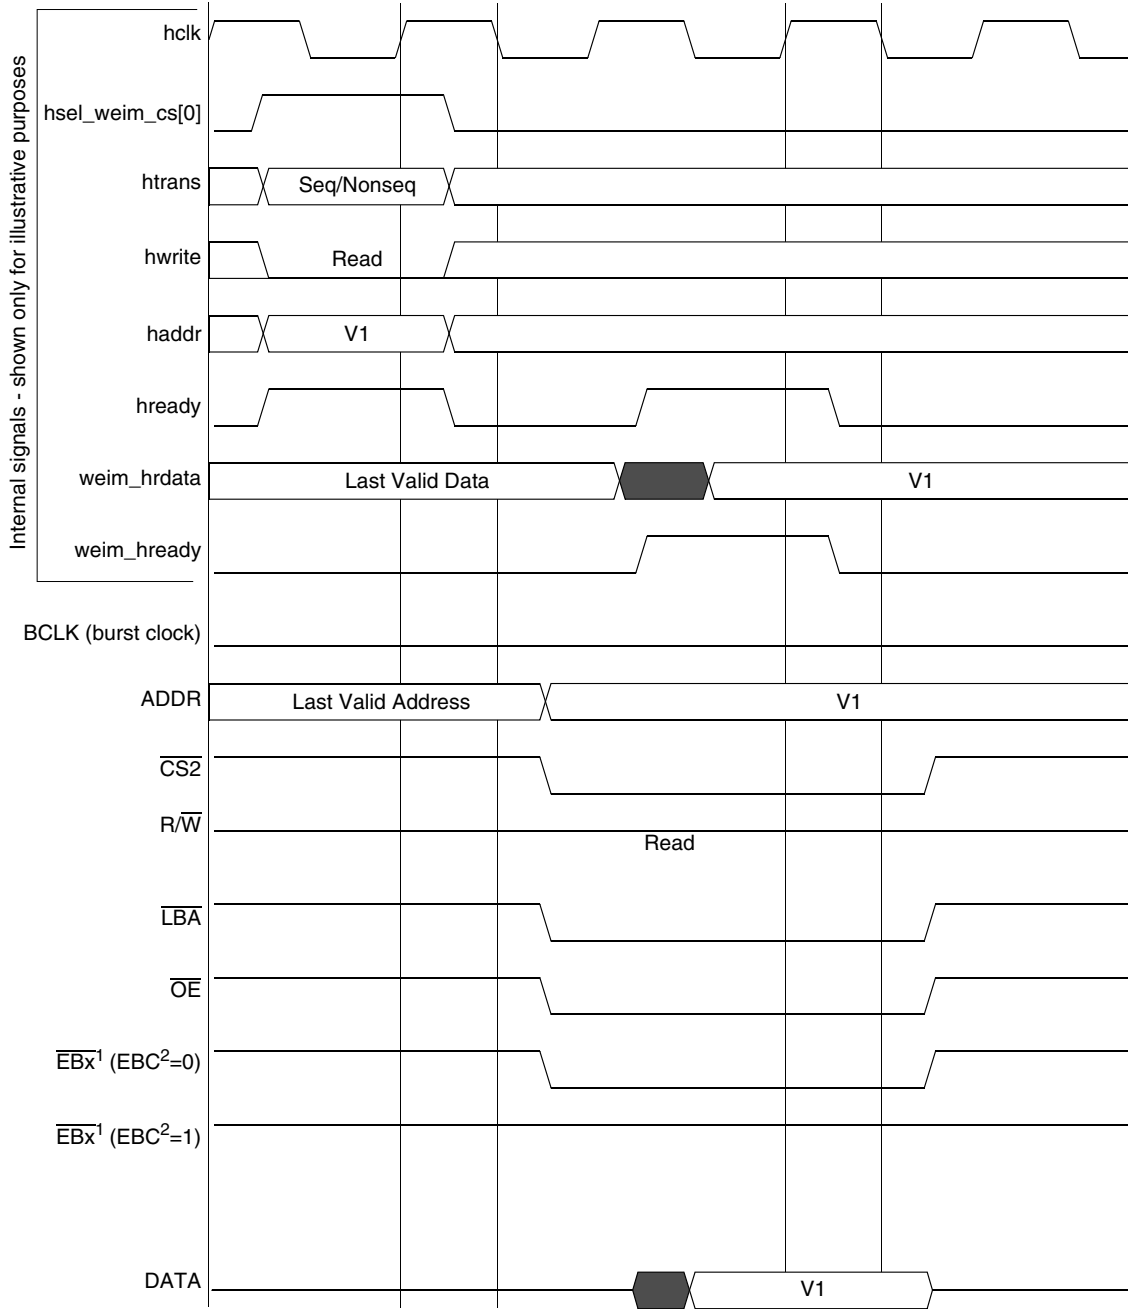 Internal signals - shown only for illustrative purposes
hclk
hsel_weim_cs[0]
htrans
Seq/Nonseq
hwrite
Read
haddr
V1
hready
weim_hrdata
Last Valid Data
V1
weim_hready
BCLK (burst clock)
ADDR
Last Valid Address
V1
CS2
R/W
Read
LBA
OE
EBx1 (EBC2=0)
EBx1 (EBC2=1)
DATA
V1